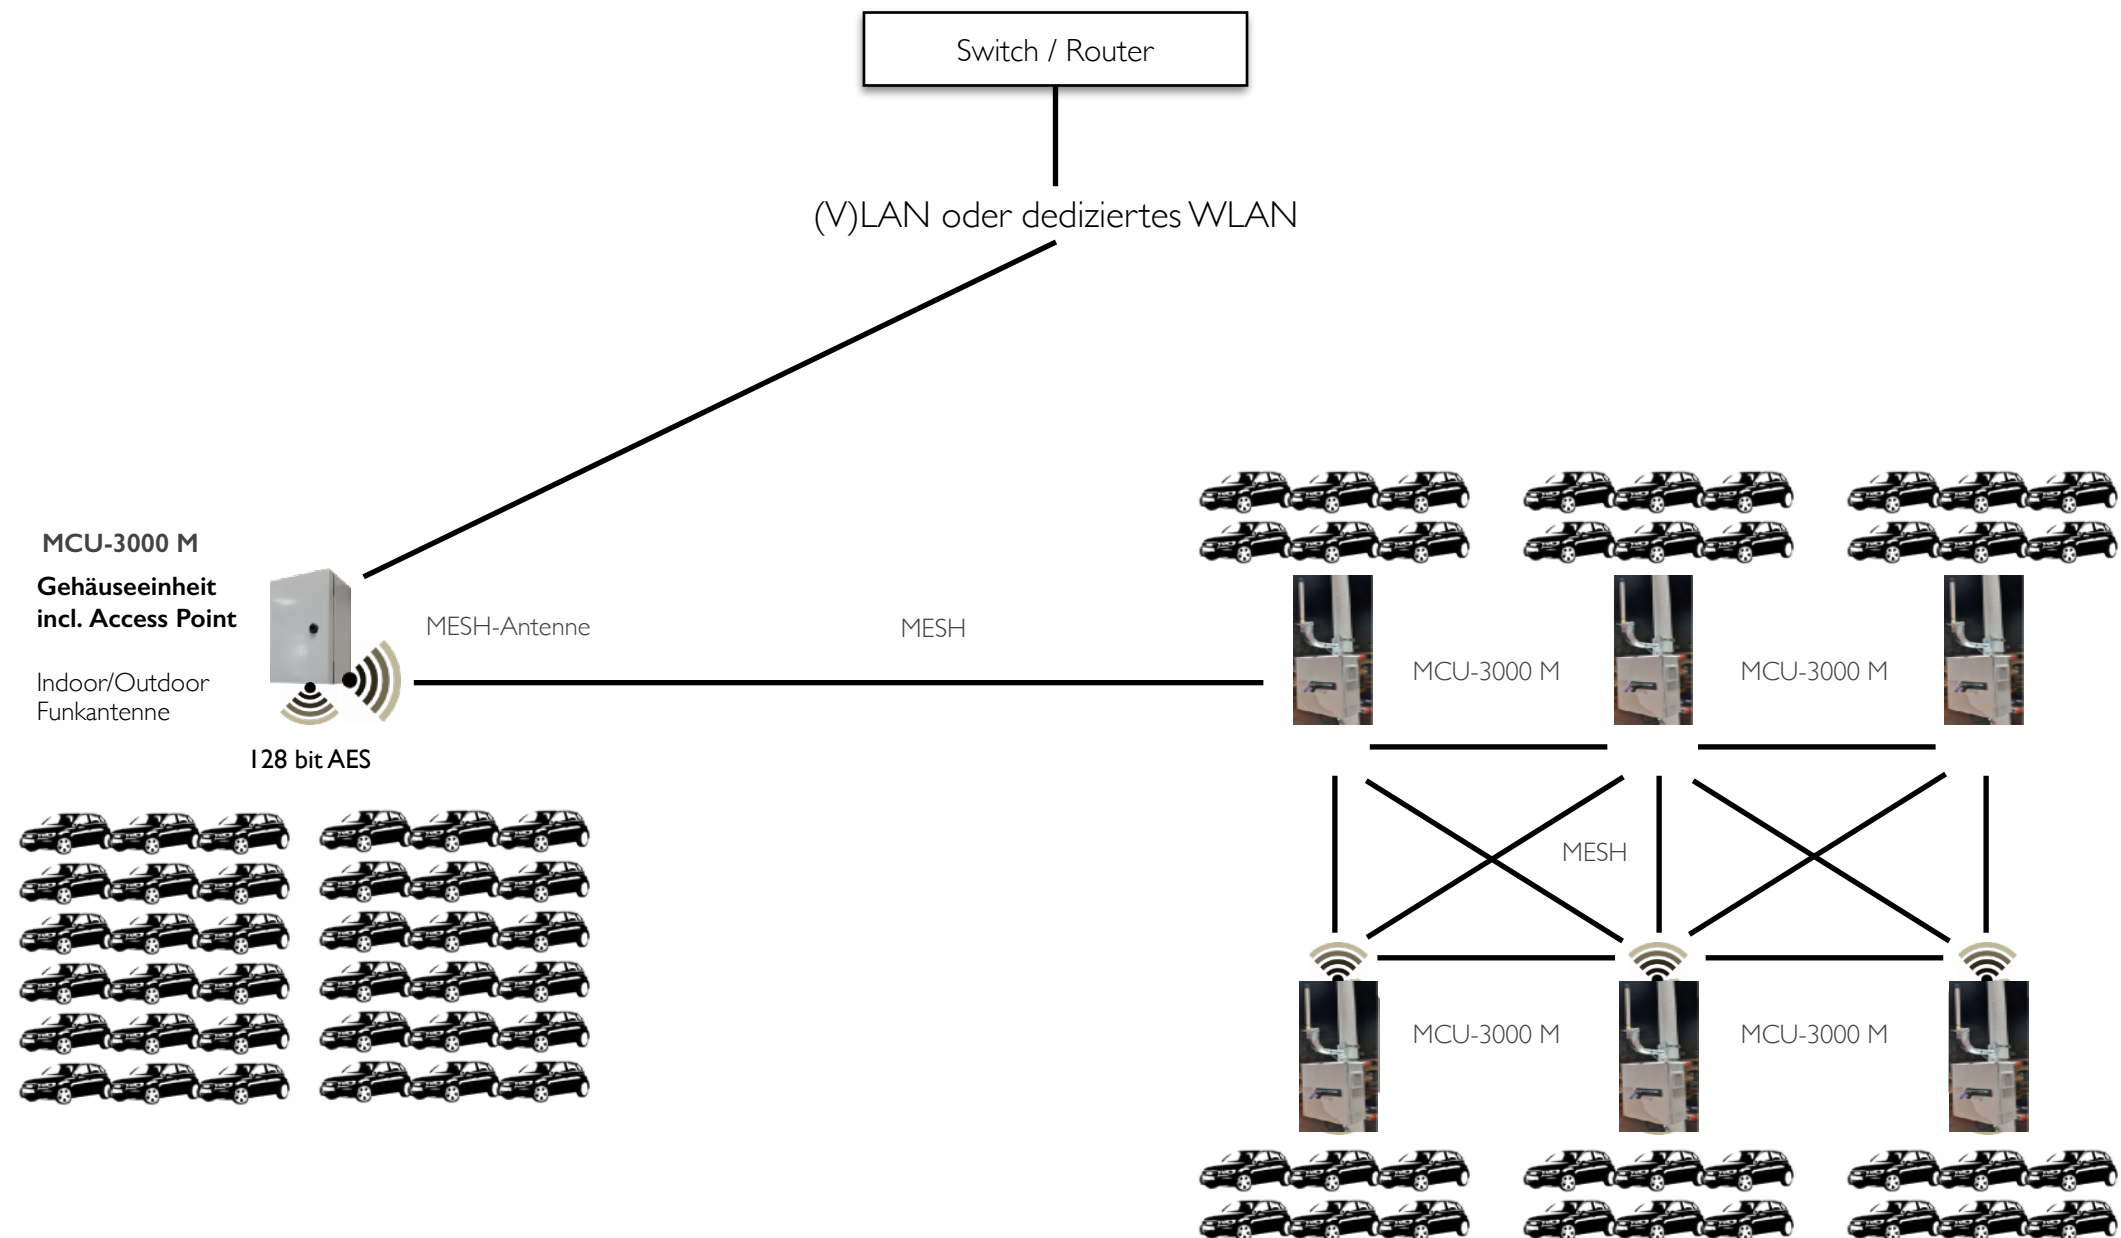 Switch / Router
(V)LAN oder dediziertes WLAN
MCU-3000 M
Gehäuseeinheit
incl. Access Point
Indoor/Outdoor
Funkantenne
128 bit AES
MESH-Antenne
MESH
MCU-3000 M
MCU-3000 M
MESH
MCU-3000 M
MCU-3000 M